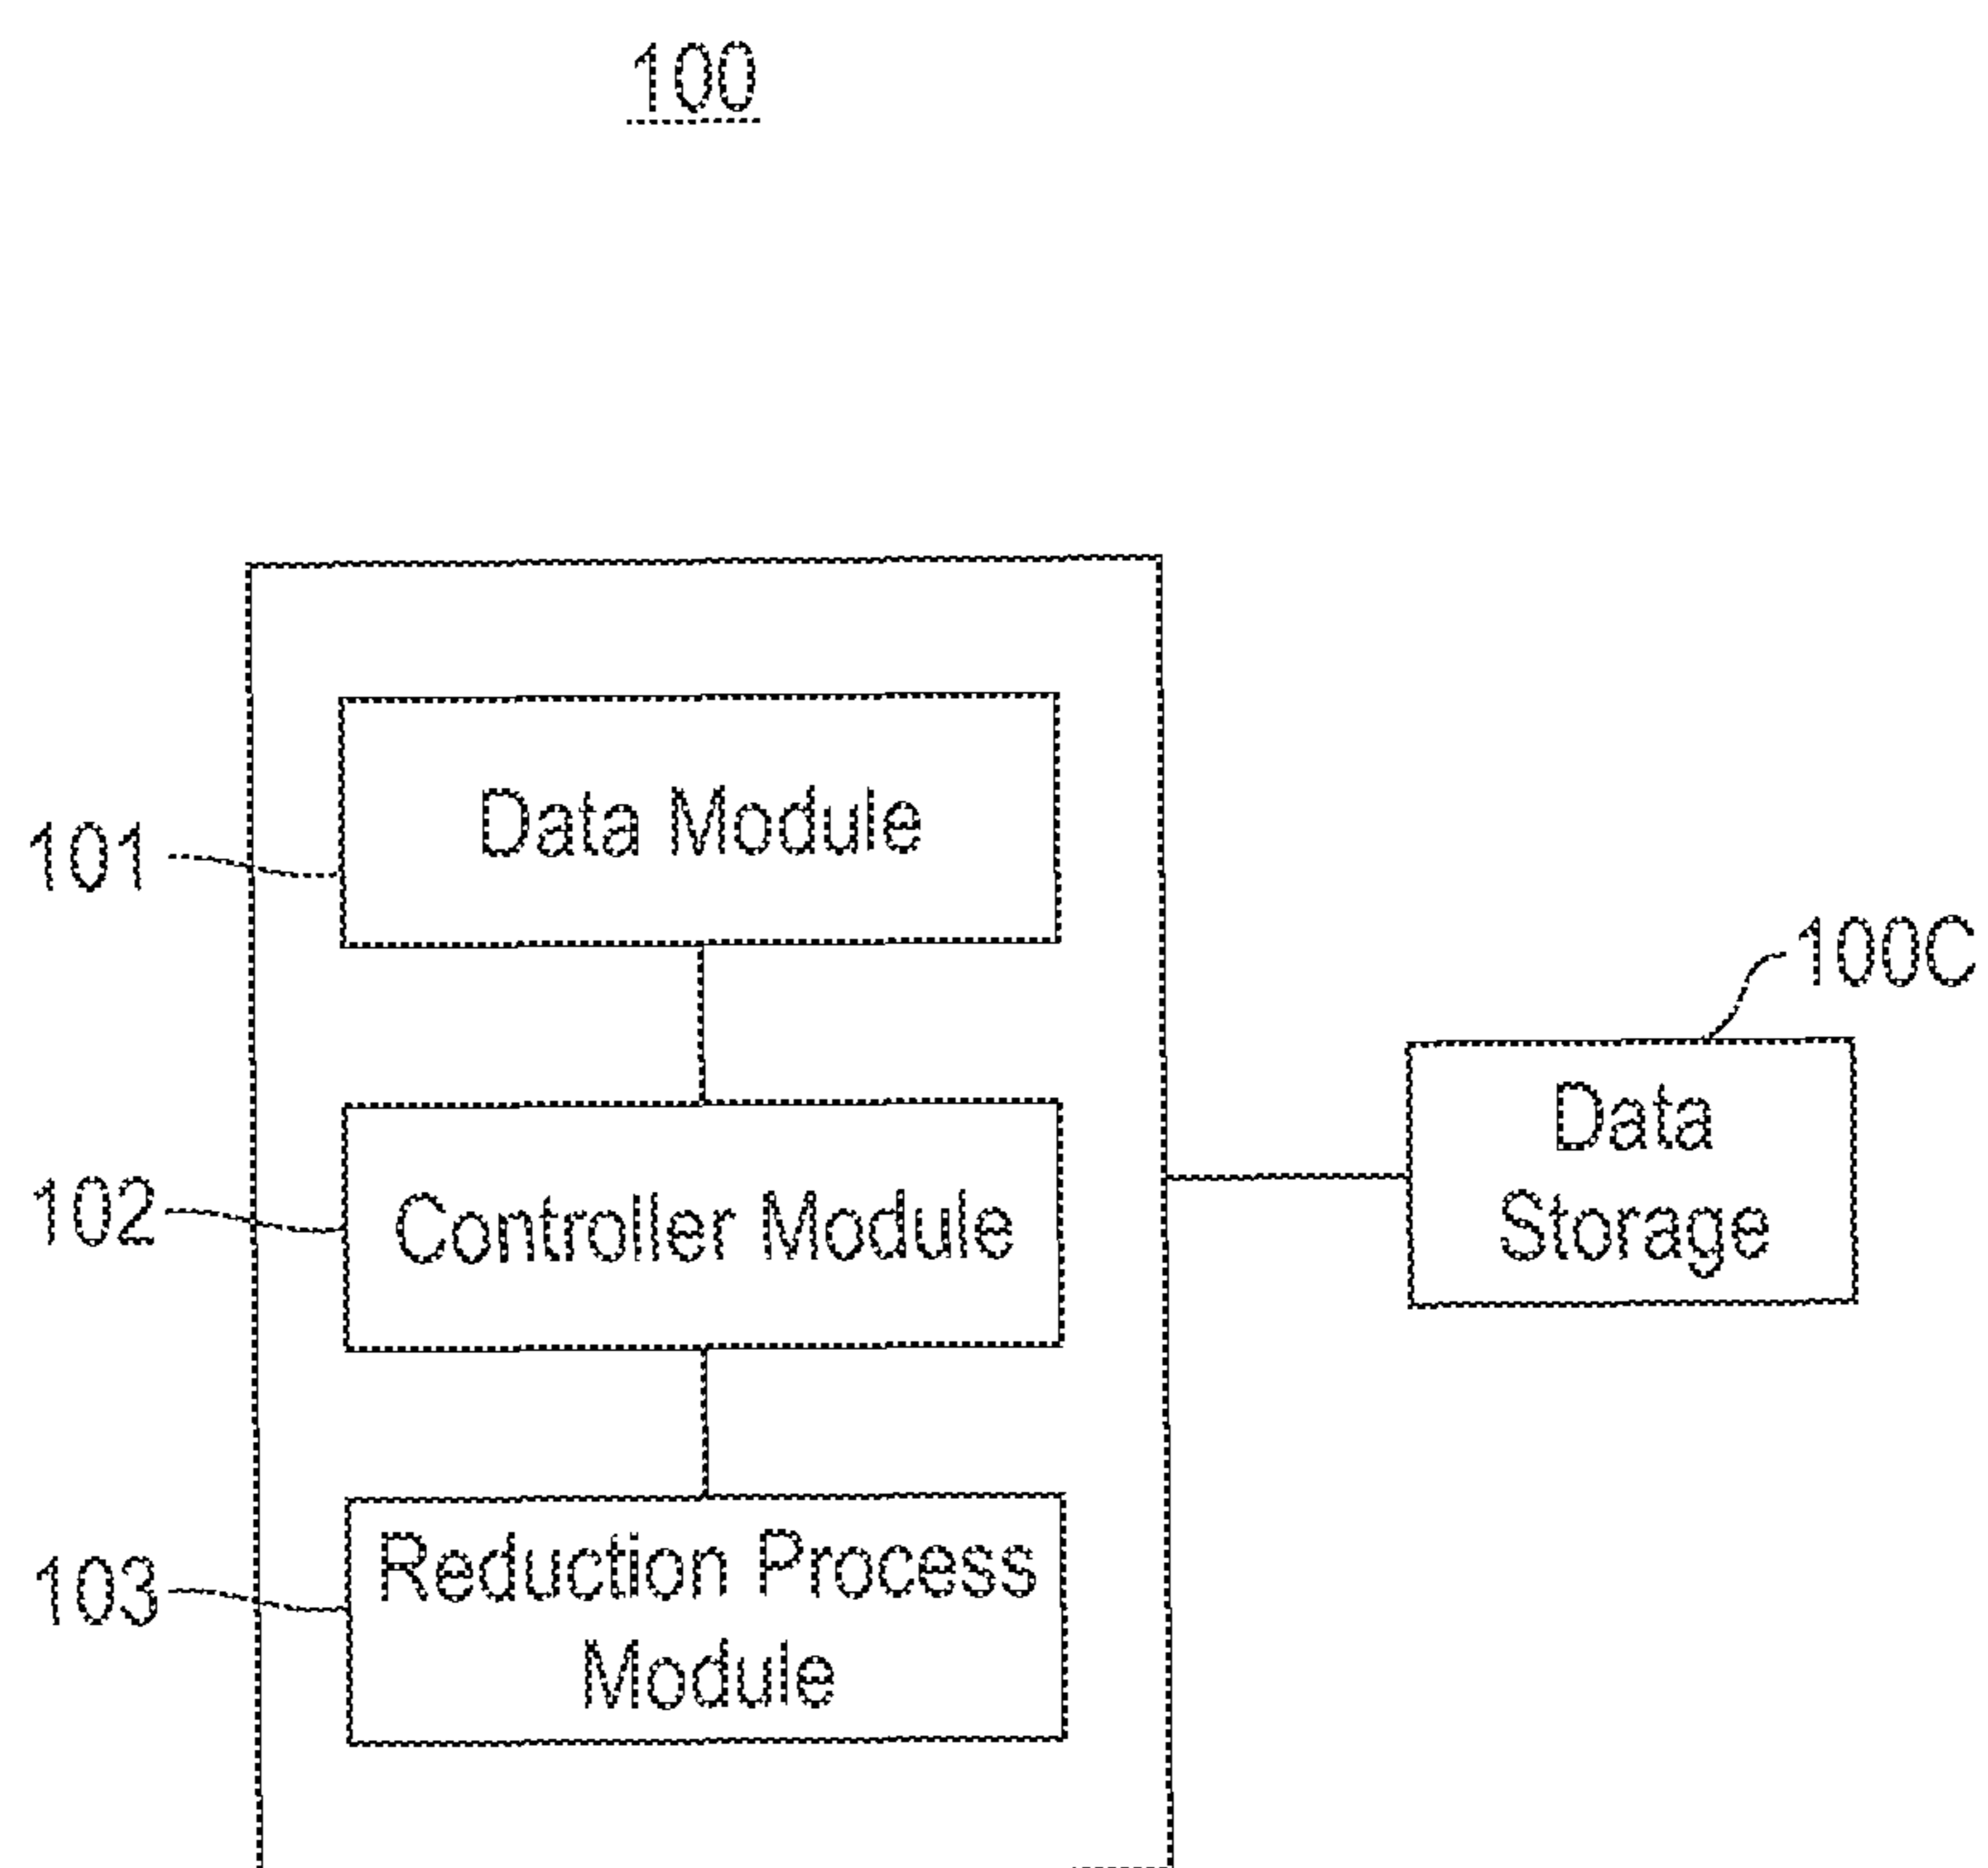 100
Data Module
101
100C
Data
Storage
102
Controller Module
103
Reduction Process
Module